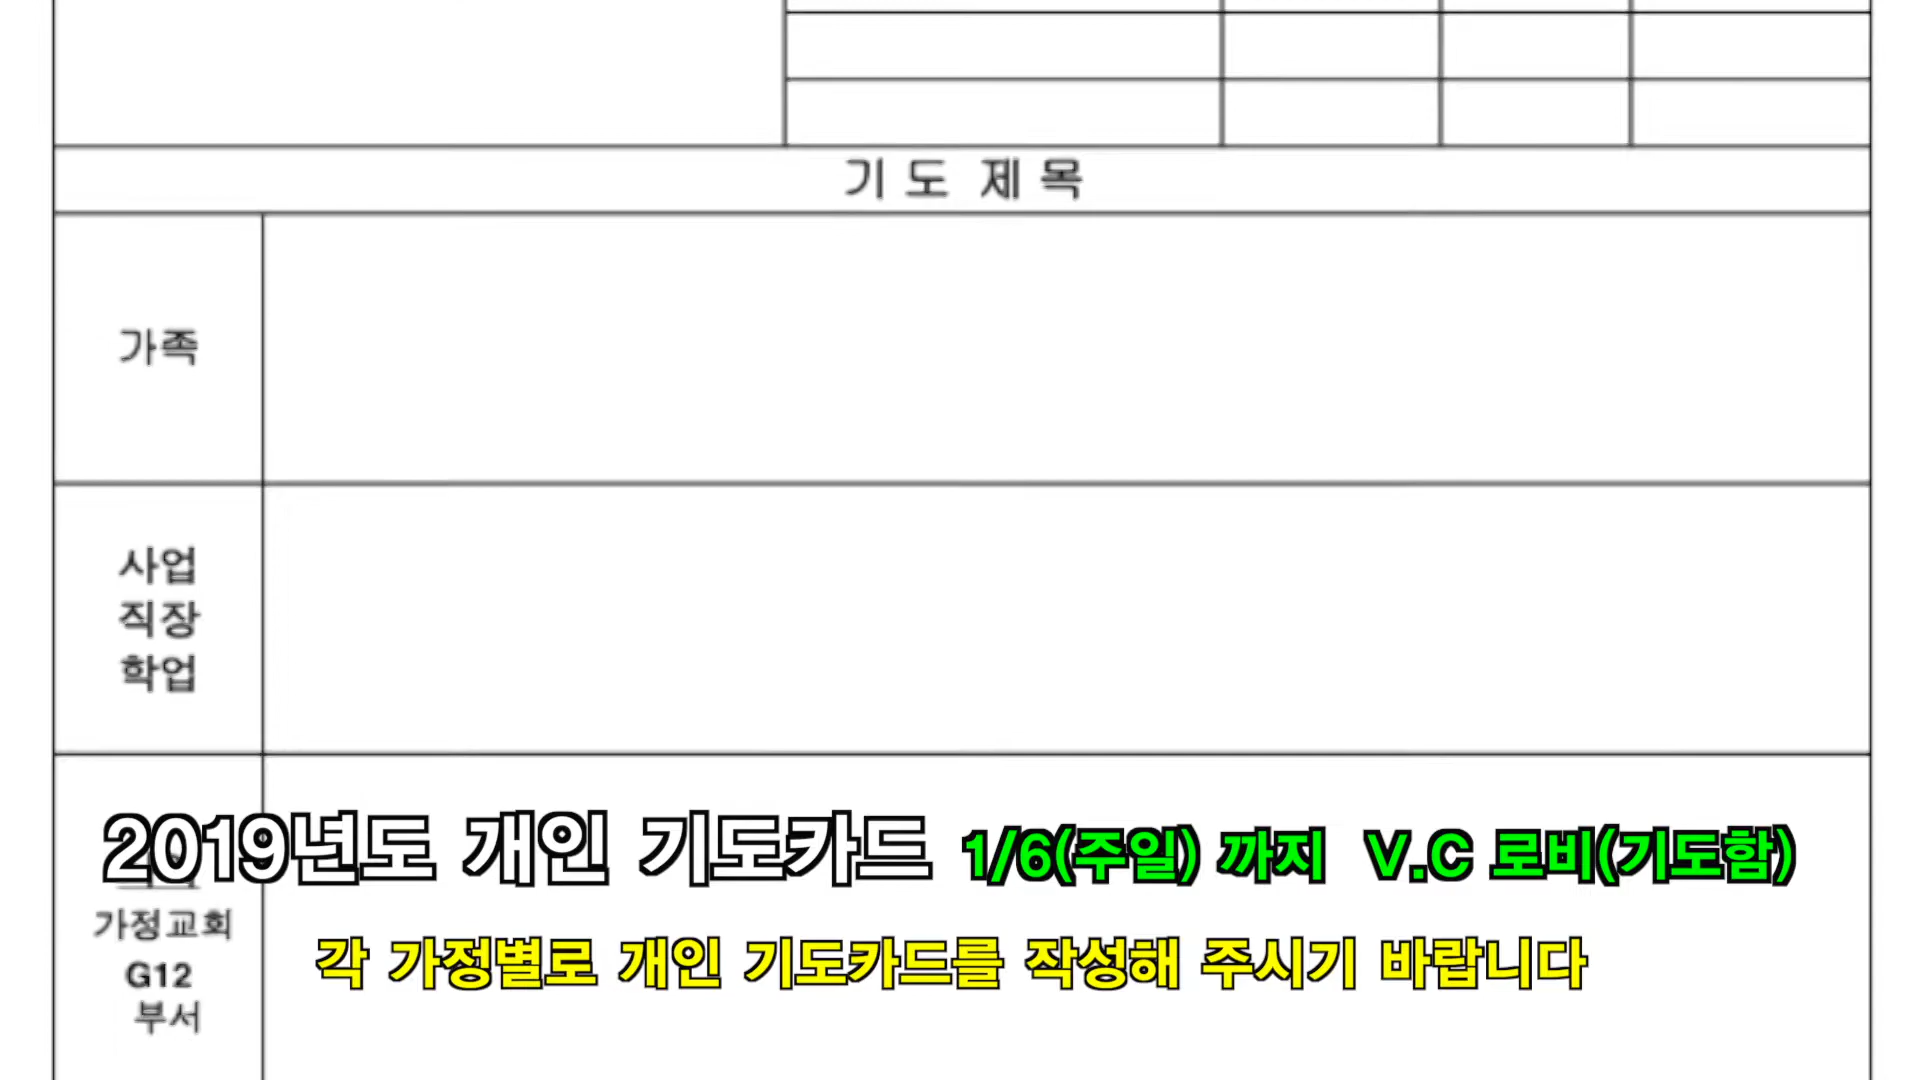 기도 제목
가족
사업
직장
학업
2019년도 개인 기도카드 1/6(주일) 까지 V.C 로비(기도함)
가정교회
각 가정별로 개인 기도카드를 작성해 주시기 바랍니다
G12
부서